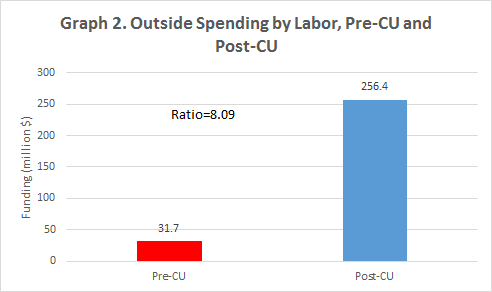 Graph 2. Outside Spending by Labor, Pre-CU and
Post-CU
300
250
200
150
100
50
0
Funding (million $)
Ratio=8.09
31.7
256.4
Pre-CU
Post-CU